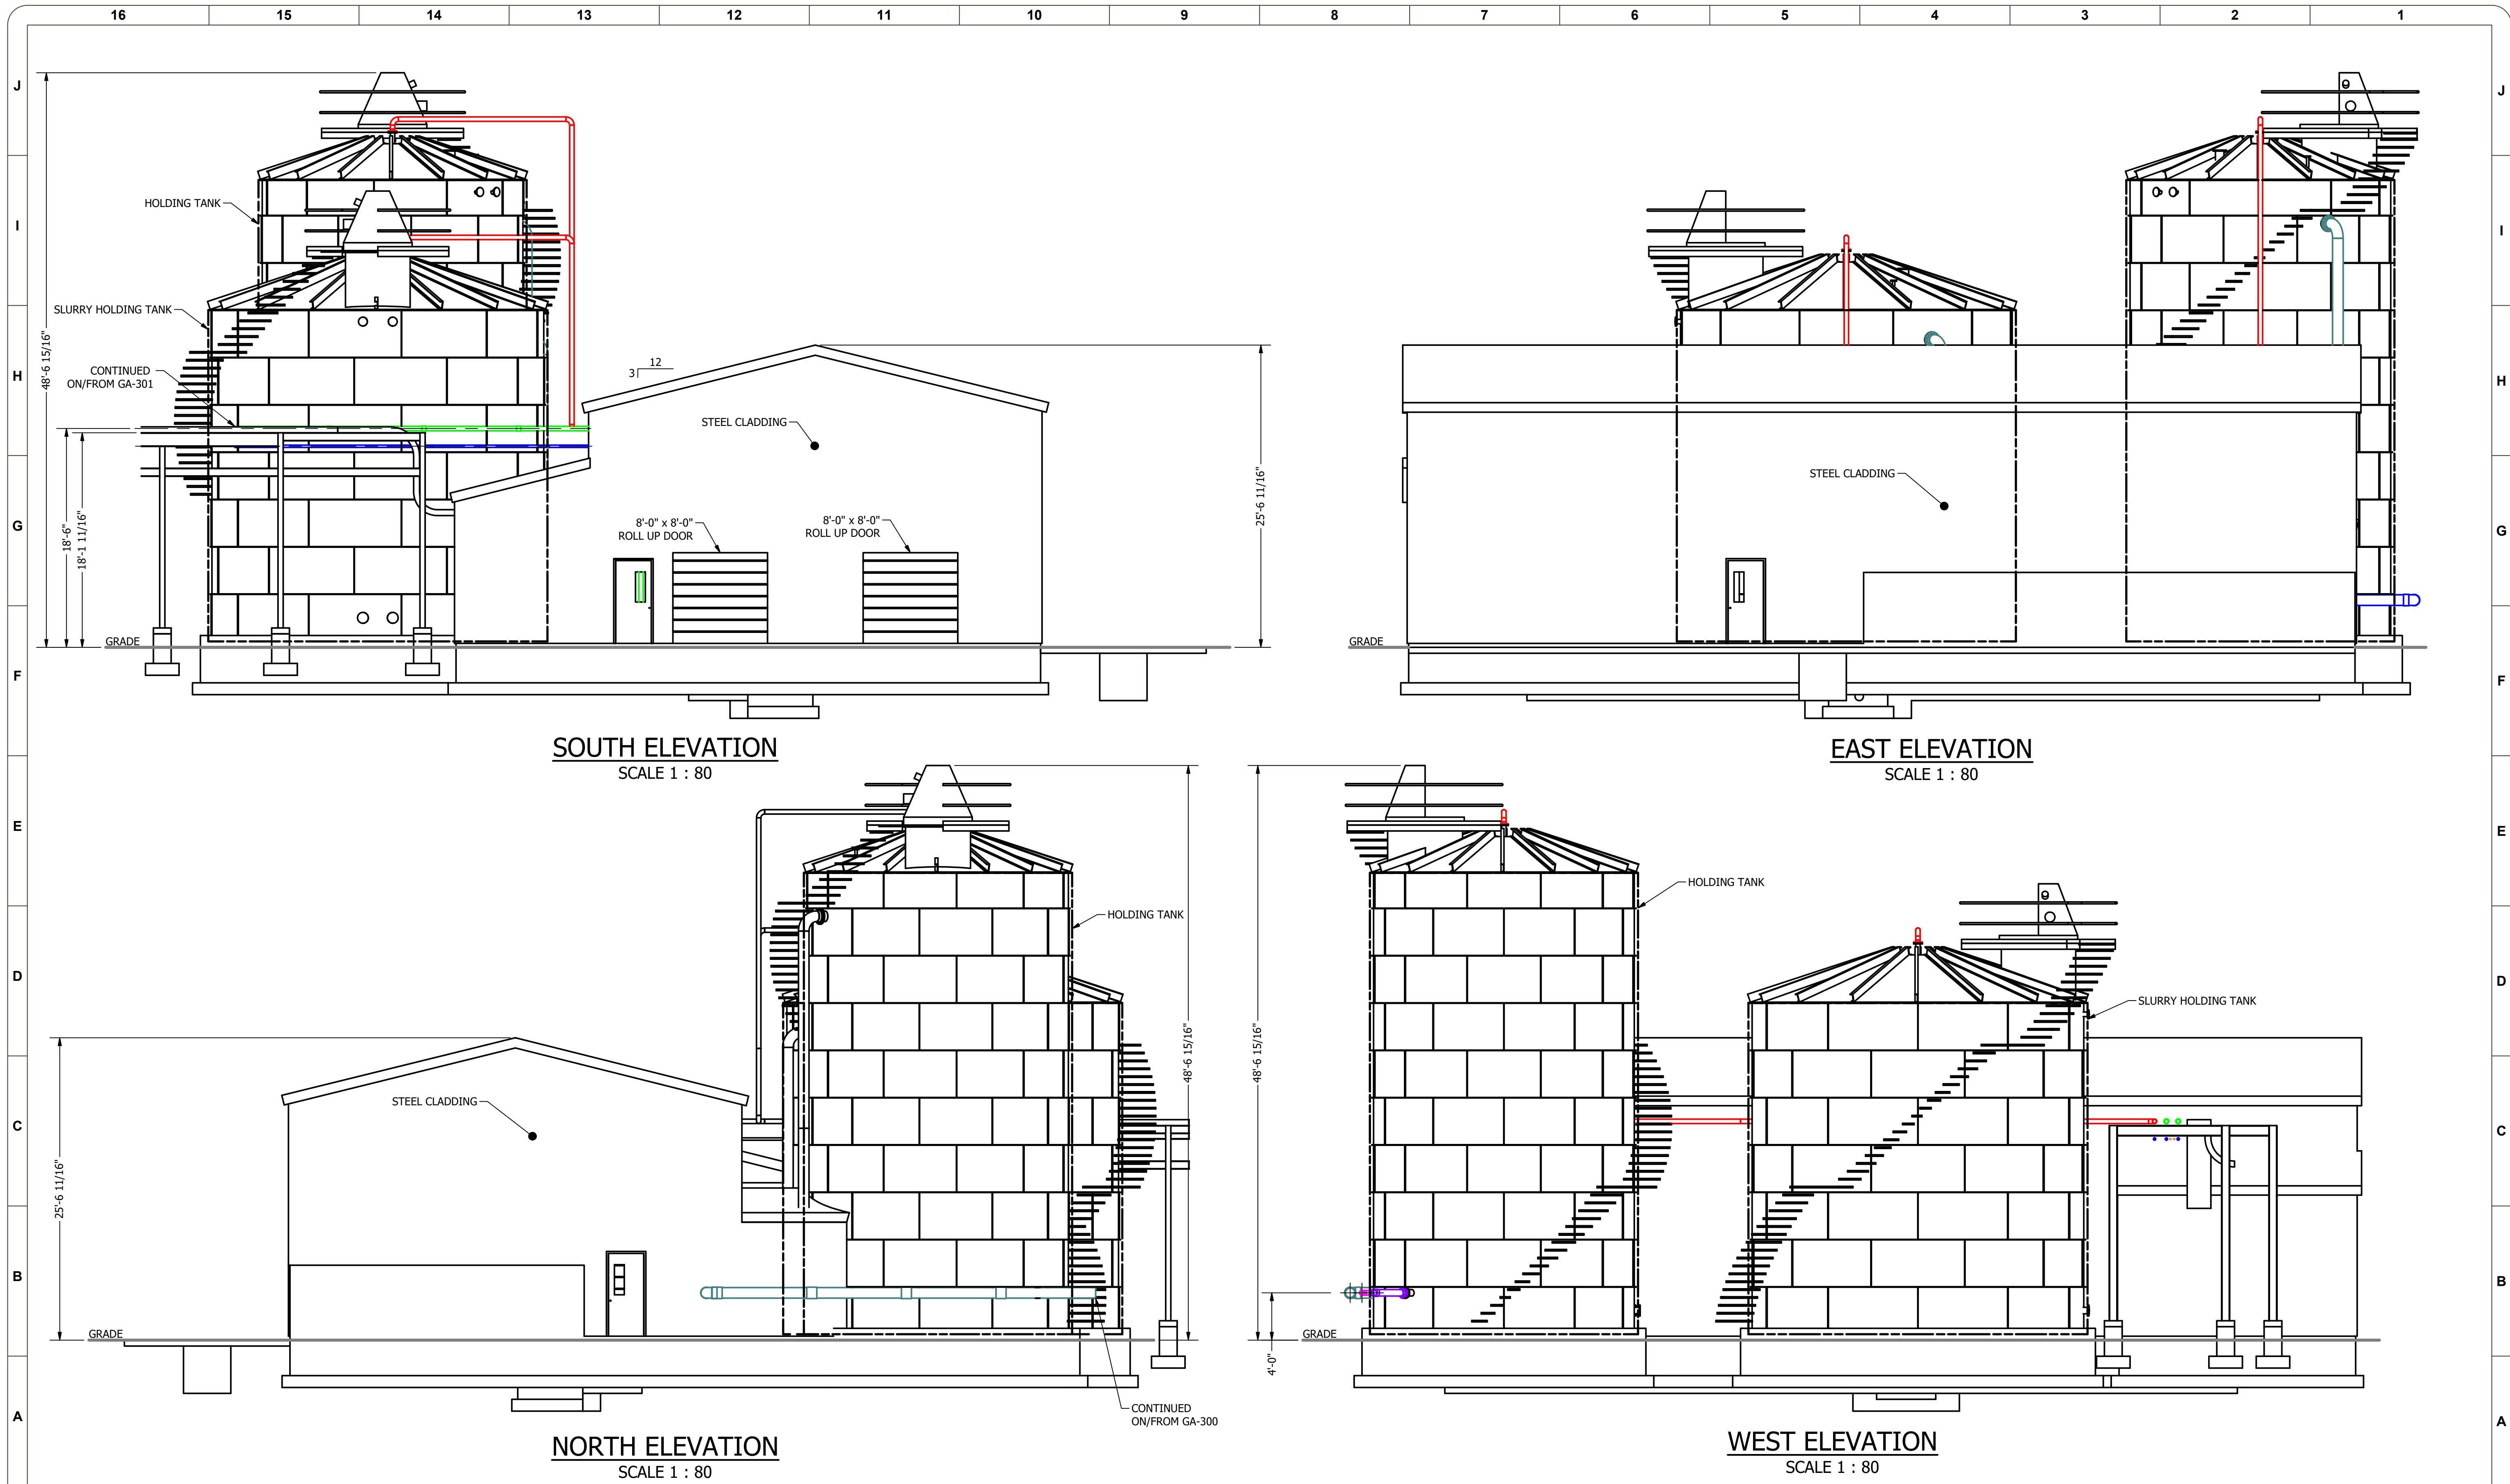 16 15 14 13 12 11 10 9 8 7 6 5 4 3 2 1
J
J
I
I
H
H
G
G
F
F
E
E
D
D
C
C
B
B
A
A
48'-6 15/16"
HOLDING TANK
SLURRY HOLDING TANK
CONTINUED
ON/FROM GA-301
18'-6"
18'-1 11/16"
12
3
STEEL CLADDING
8'-0" x 8'-0"
ROLL UP DOOR
8'-0" x 8'-0"
ROLL UP DOOR
25'-6 11/16"
GRADE
SOUTH ELEVATION
SCALE 1 : 80
STEEL CLADDING
GRADE
EAST ELEVATION
SCALE 1 : 80
HOLDING TANK
48'-6 15/16"
STEEL CLADDING
25'-6 11/16"
GRADE
CONTINUED
ON/FROM GA-300
NORTH ELEVATION
SCALE 1 : 80
HOLDING TANK
SLURRY HOLDING TANK
48'-6 15/16"
4'-0"
GRADE
WEST ELEVATION
SCALE 1 : 80